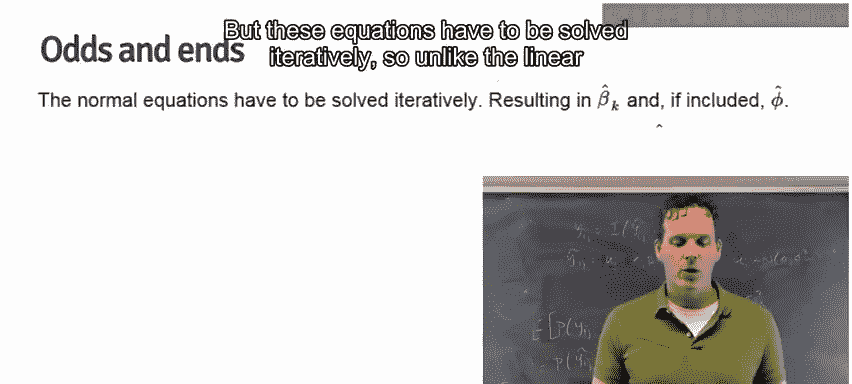 But these equations have to be solved
Odds and ends
iteratively, so unlike the linear
The normal equations have to be solved iteratively. Resulting in β̂ₖ and, if included, φ̂.